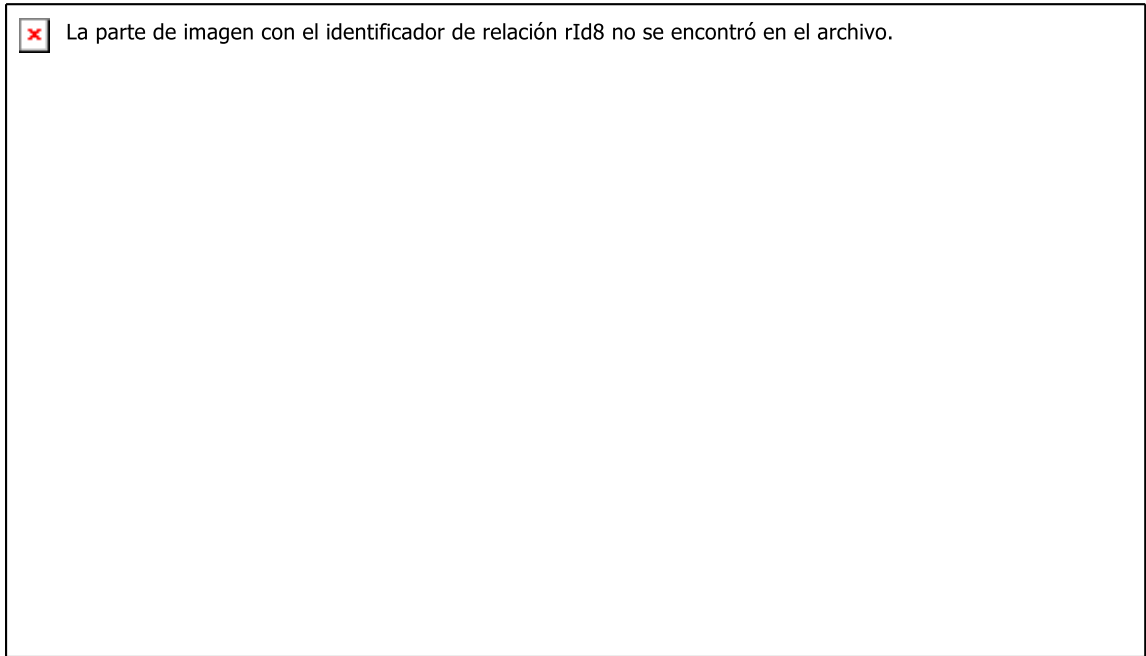 La parte de imagen con el identificador de relación rId8 no se encontró en el archivo.